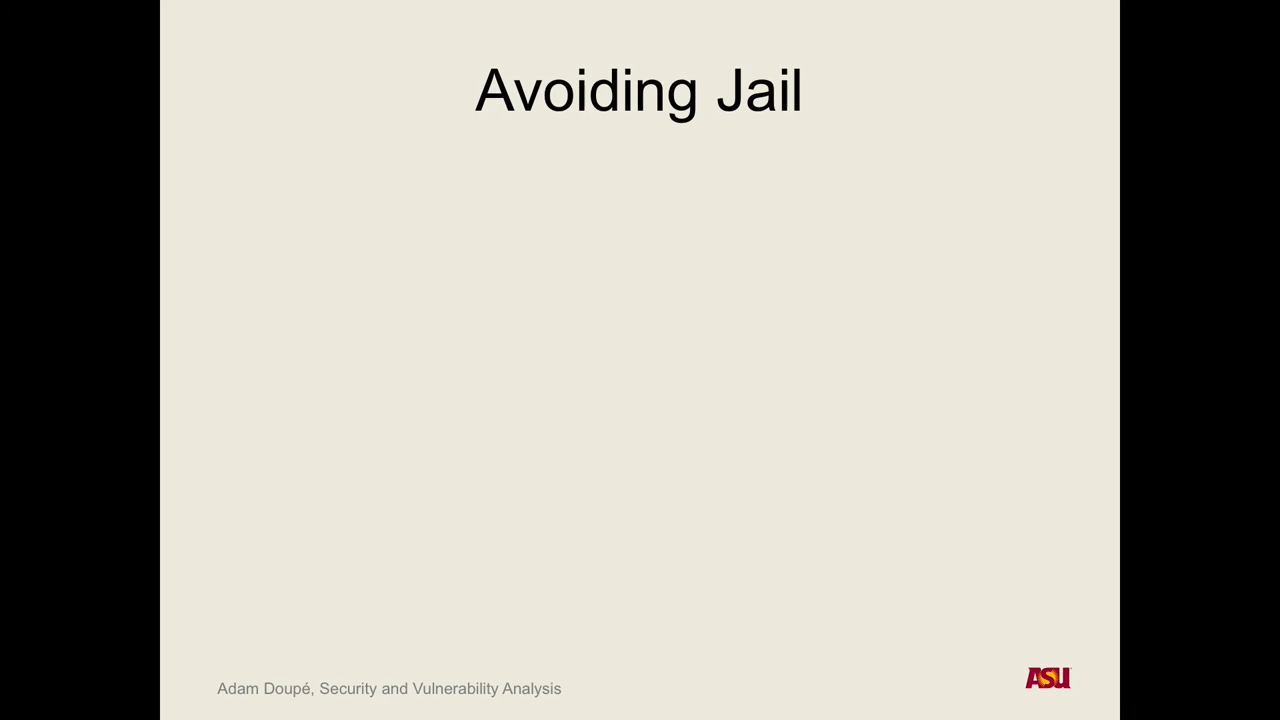 Avoiding Jail
Adam Doupé, Security and Vulnerability Analysis
ASU